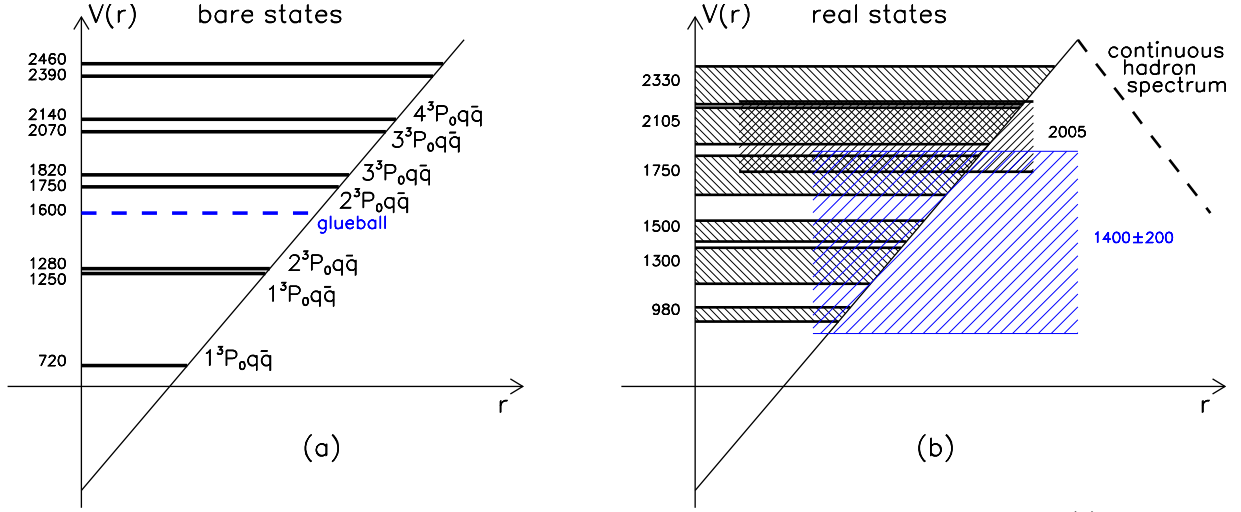 V(r) bare states
2460
2390
2140
2070
1820
1750
1600
1280
1250
720
4³P₀qq̄
3³P₀qq̄
3³P₀qq̄
2³P₀qq̄
glueball
2³P₀qq̄
1³P₀qq̄
1³P₀qq̄
r
(a)
V(r) real states
continuous
hadron
spectrum
2330
2105
2005
1750
1500
1400±200
1300
980
r
(b)